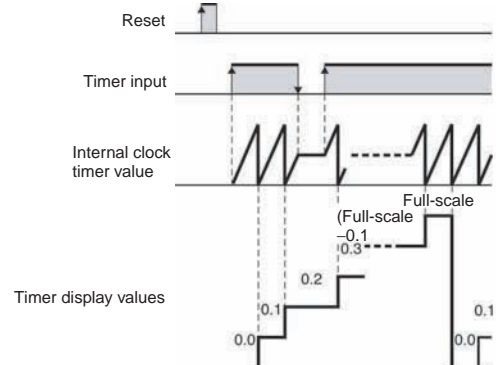 Reset
Timer input
Internal clock
timer value
Full-scale
(Full-scale
−0.1
0.3
0.2
Timer display values
0.1
0.1
0.0
0.0